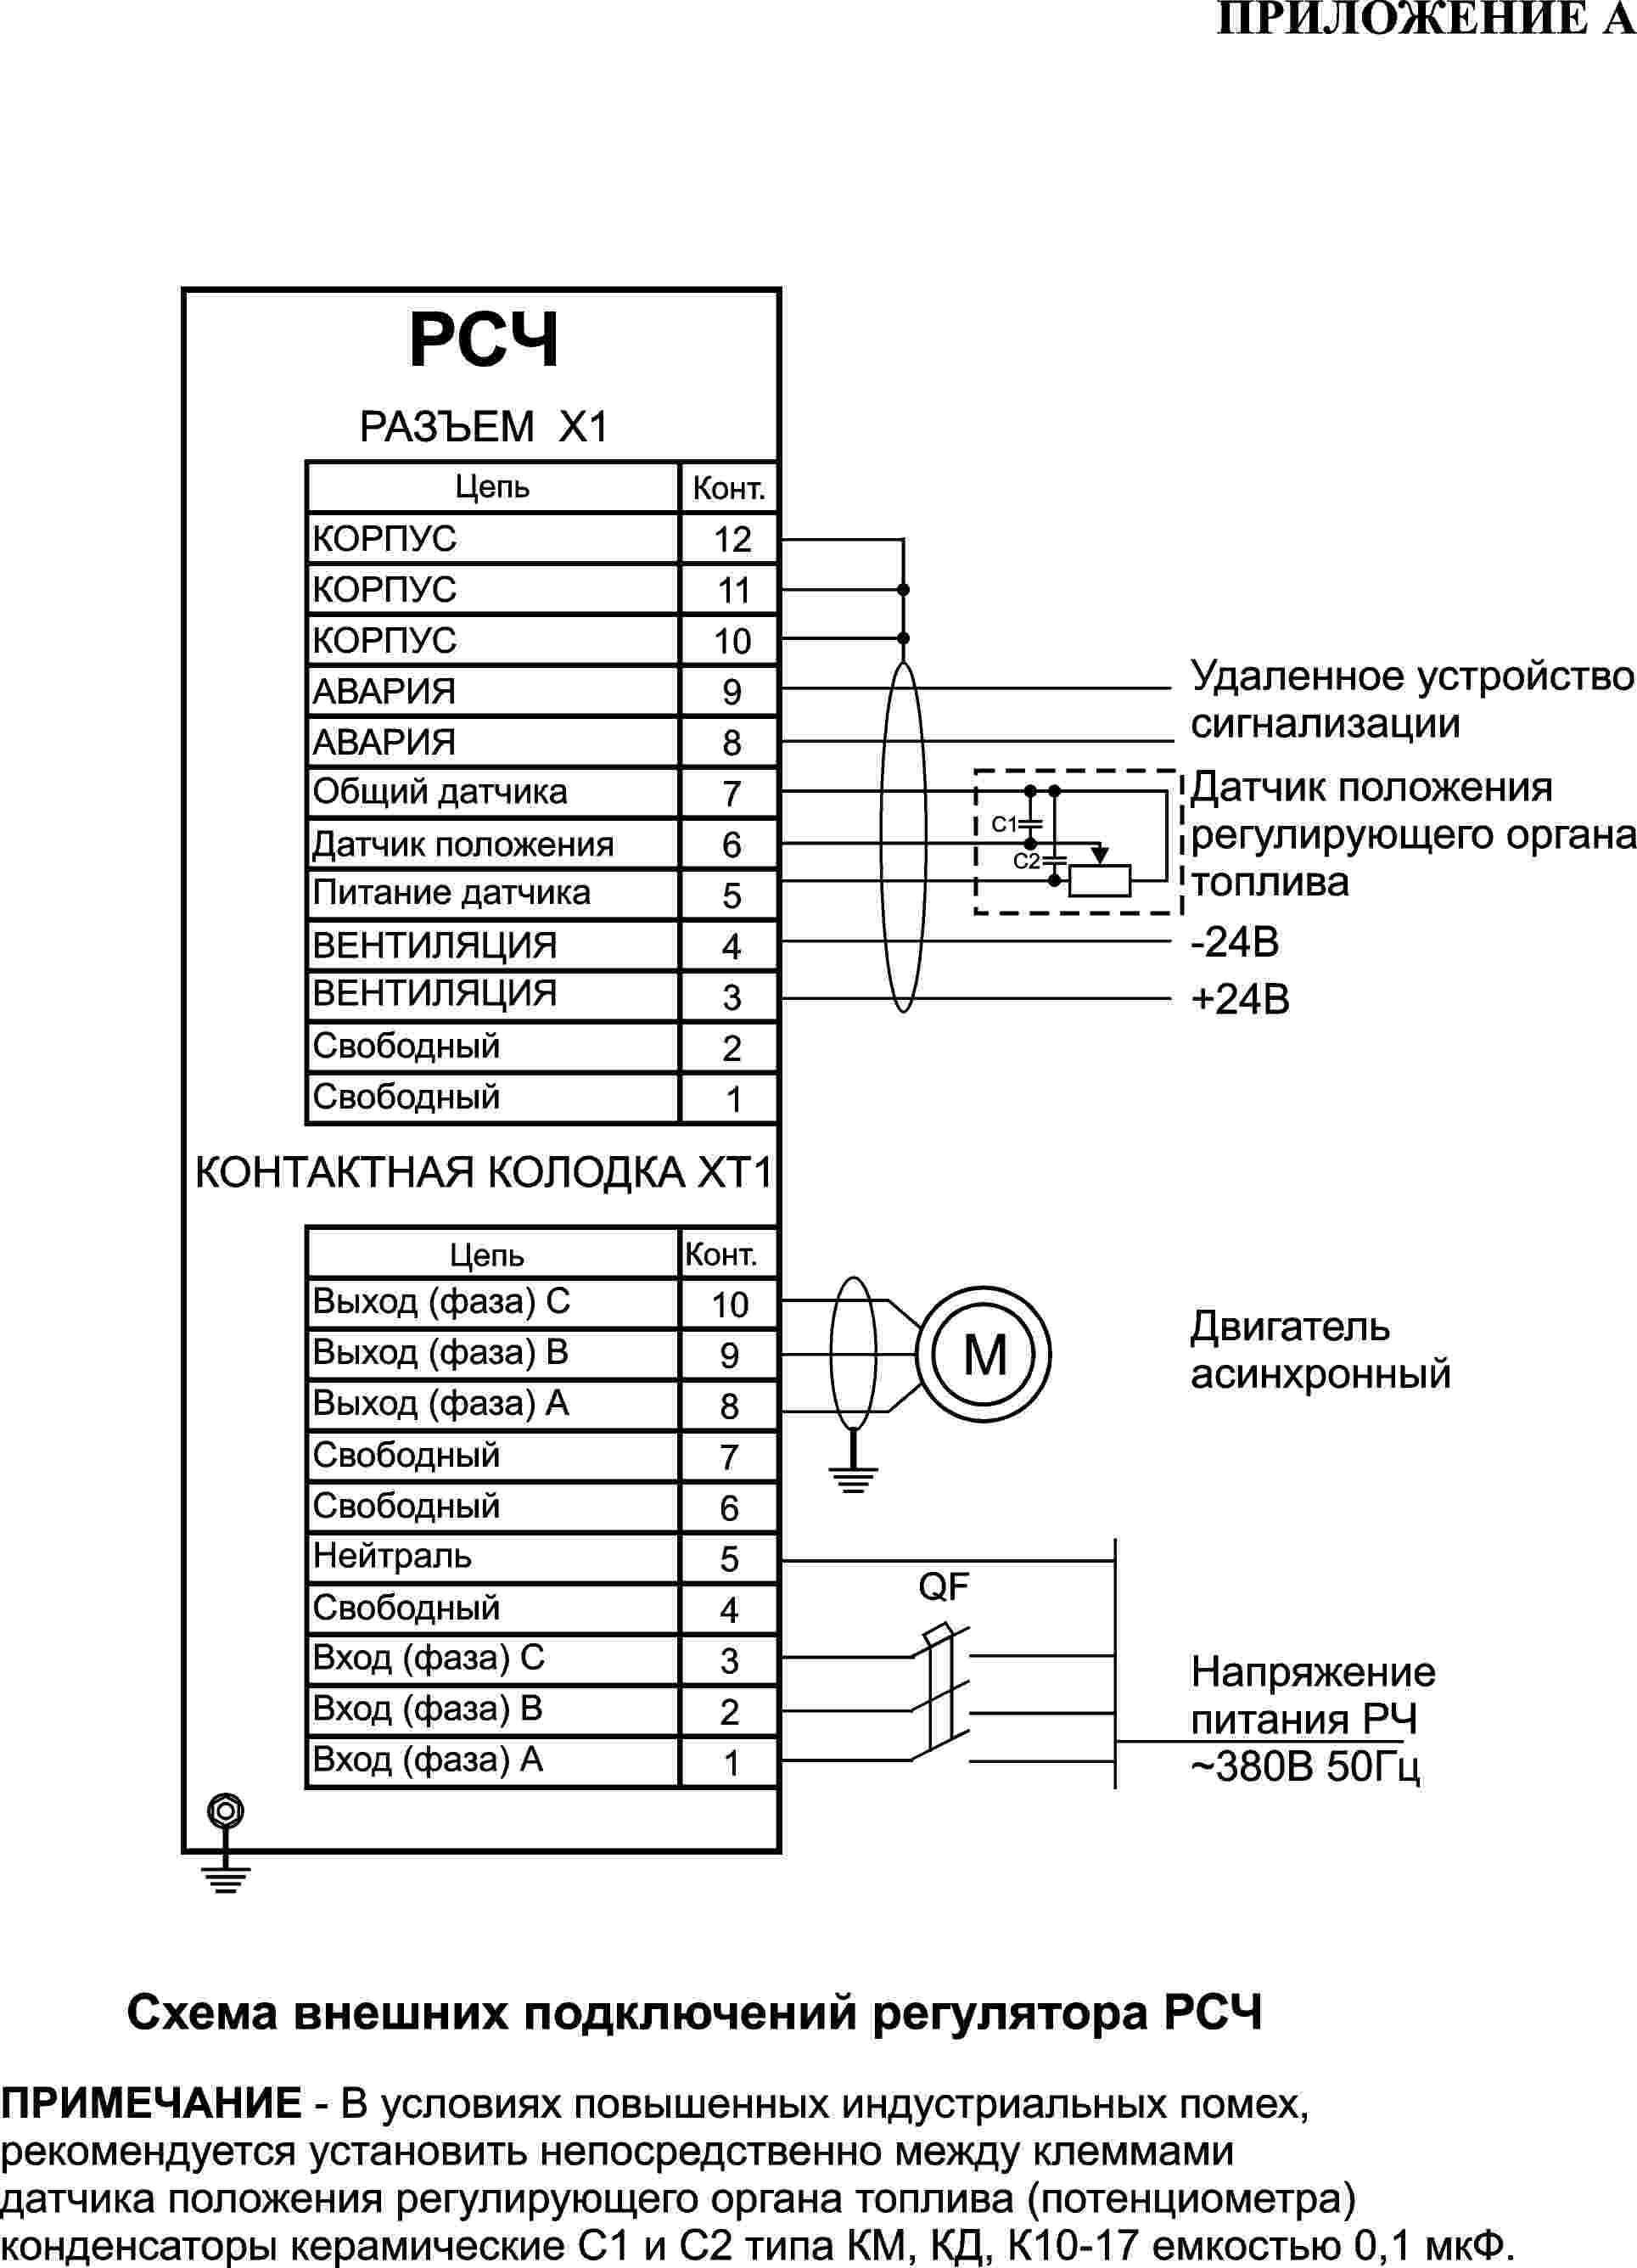 ПРИЛОЖЕНИЕ А
РСЧ
РАЗЪЕМ Х1
Цепь Конт.
КОРПУС 12
КОРПУС 11
КОРПУС 10
АВАРИЯ 9
АВАРИЯ 8
Общий датчика 7
Датчик положения 6
Питание датчика 5
ВЕНТИЛЯЦИЯ 4
ВЕНТИЛЯЦИЯ 3
Свободный 2
Свободный 1
Удаленное устройство
сигнализации
C1
C2
Датчик положения
регулирующего органа
топлива
-24В
+24В
КОНТАКТНАЯ КОЛОДКА ХТ1
Цепь Конт.
Выход (фаза) С 10
Выход (фаза) В 9
Выход (фаза) А 8
Свободный 7
Свободный 6
Нейтраль 5
Свободный 4
Вход (фаза) С 3
Вход (фаза) В 2
Вход (фаза) А 1
М
Двигатель
асинхронный
QF
Напряжение
питания РЧ
~380В 50Гц
Схема внешних подключений регулятора РСЧ
ПРИМЕЧАНИЕ - В условиях повышенных индустриальных помех,
рекомендуется установить непосредственно между клеммами
датчика положения регулирующего органа топлива (потенциометра)
конденсаторы керамические С1 и С2 типа КМ, КД, К10-17 емкостью 0,1 мкФ.